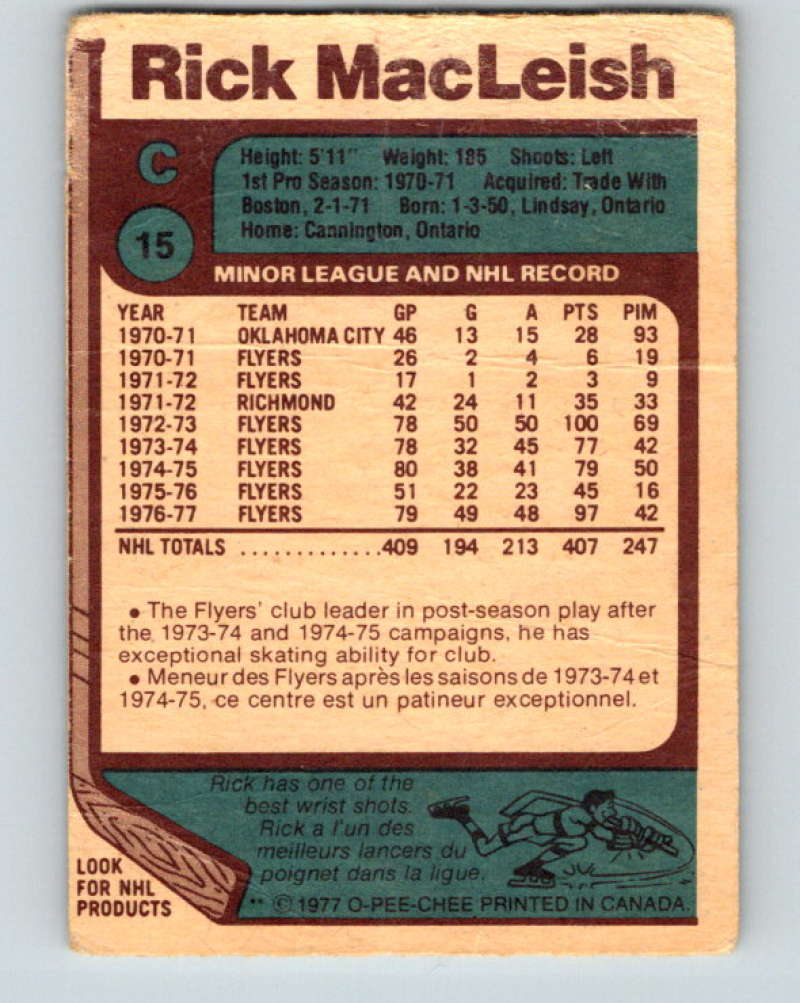 Rick MacLeish
C
Height: 5'11" Weight: 185 Shoots: Left
1st Pro Season: 1970-71 Acquired: Trade With
Boston, 2-1-71 Born: 1-3-50, Lindsay, Ontario
Home: Cannington, Ontario
15
MINOR LEAGUE AND NHL RECORD
YEAR TEAM GP G A PTS PIM
1970-71 OKLAHOMA CITY 46 13 15 28 93
1970-71 FLYERS 26 2 4 6 19
1971-72 FLYERS 17 1 2 3 9
1971-72 RICHMOND 42 24 11 35 33
1972-73 FLYERS 78 50 50 100 69
1973-74 FLYERS 78 32 45 77 42
1974-75 FLYERS 80 38 41 79 50
1975-76 FLYERS 51 22 23 45 16
1976-77 FLYERS 79 49 48 97 42
NHL TOTALS .............409 194 213 407 247
• The Flyers' club leader in post-season play after
the 1973-74 and 1974-75 campaigns, he has
exceptional skating ability for club.
• Meneur des Flyers après les saisons de 1973-74 et
1974-75, ce centre est un patineur exceptionnel.
Rick has one of the
best wrist shots.
Rick a l'un des
meilleurs lancers du
poignet dans la ligue.
LOOK
FOR NHL
PRODUCTS
** © 1977 O-PEE-CHEE PRINTED IN CANADA.